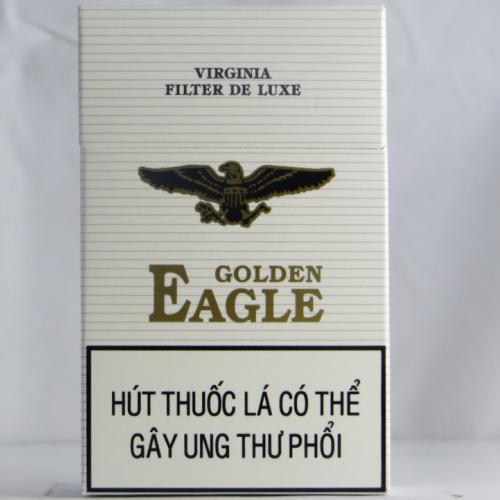 VIRGINIA
FILTER DE LUXE
GOLDEN
EAGLE
HÚT THUỐC LÁ CÓ THỂ
GÂY UNG THƯ PHỔI